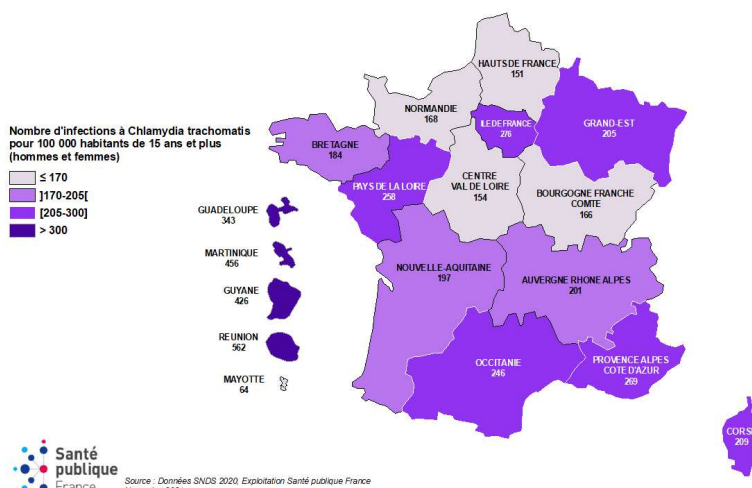 HAUTS DE FRANCE
151
NORMANDIE
168
ILE DE FRANCE
276
GRAND-EST
205
Nombre d'infections à Chlamydia trachomatis
pour 100 000 habitants de 15 ans et plus
(hommes et femmes)
≤ 170
]170-205[
[205-300]
> 300
BRETAGNE
184
PAYS DE LA LOIRE
258
CENTRE
VAL DE LOIRE
154
BOURGOGNE FRANCHE
COMTE
166
GUADELOUPE
343
MARTINIQUE
456
GUYANE
426
REUNION
562
MAYOTTE
64
NOUVELLE-AQUITAINE
197
AUVERGNE RHONE ALPES
201
OCCITANIE
246
PROVENCE ALPES
COTE D'AZUR
269
CORS
209
Santé
publique
France
Source : Données SNDS 2020, Exploitation Santé publique France